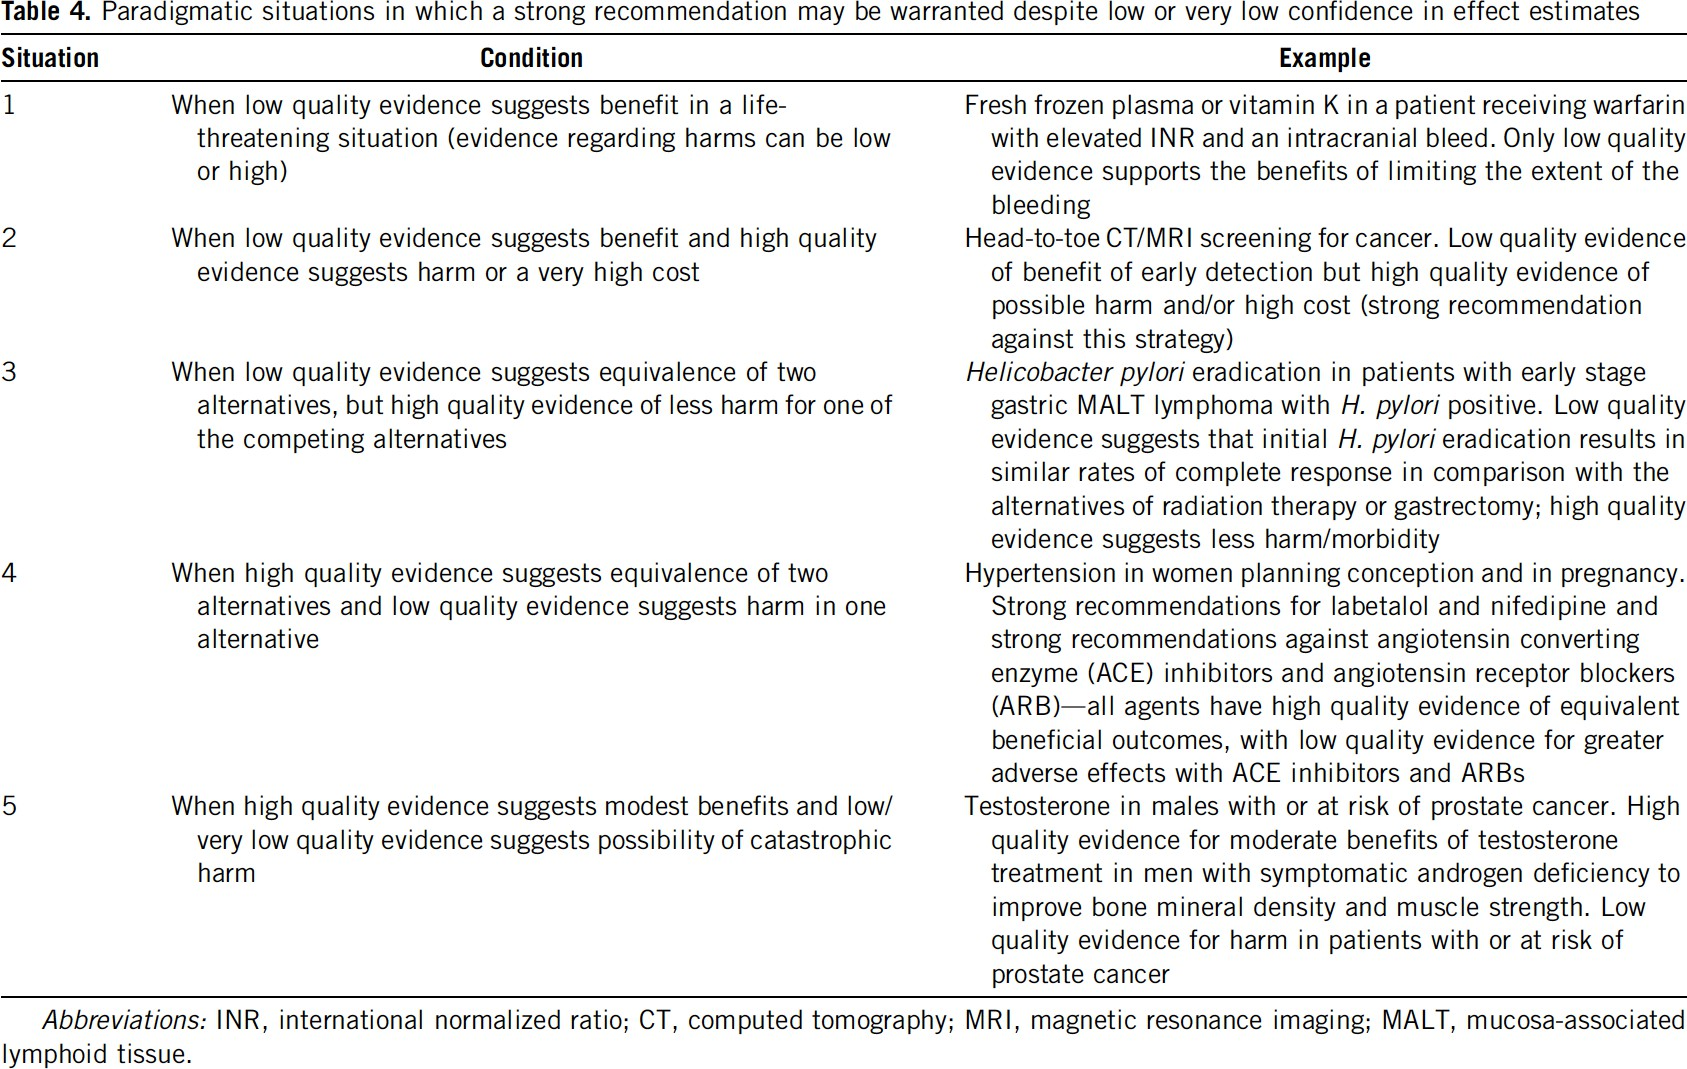 Table 4. Paradigmatic situations in which a strong recommendation may be warranted despite low or very low confidence in effect estimates
Situation Condition Example
1 When low quality evidence suggests benefit in a life-
threatening situation (evidence regarding harms can be low
or high)
Fresh frozen plasma or vitamin K in a patient receiving warfarin
with elevated INR and an intracranial bleed. Only low quality
evidence supports the benefits of limiting the extent of the
bleeding
2 When low quality evidence suggests benefit and high quality
evidence suggests harm or a very high cost
Head-to-toe CT/MRI screening for cancer. Low quality evidence
of benefit of early detection but high quality evidence of
possible harm and/or high cost (strong recommendation
against this strategy)
3 When low quality evidence suggests equivalence of two
alternatives, but high quality evidence of less harm for one of
the competing alternatives
Helicobacter pylori eradication in patients with early stage
gastric MALT lymphoma with H. pylori positive. Low quality
evidence suggests that initial H. pylori eradication results in
similar rates of complete response in comparison with the
alternatives of radiation therapy or gastrectomy; high quality
evidence suggests less harm/morbidity
4 When high quality evidence suggests equivalence of two
alternatives and low quality evidence suggests harm in one
alternative
Hypertension in women planning conception and in pregnancy.
Strong recommendations for labetalol and nifedipine and
strong recommendations against angiotensin converting
enzyme (ACE) inhibitors and angiotensin receptor blockers
(ARB)—all agents have high quality evidence of equivalent
beneficial outcomes, with low quality evidence for greater
adverse effects with ACE inhibitors and ARBs
5 When high quality evidence suggests modest benefits and low/
very low quality evidence suggests possibility of catastrophic
harm
Testosterone in males with or at risk of prostate cancer. High
quality evidence for moderate benefits of testosterone
treatment in men with symptomatic androgen deficiency to
improve bone mineral density and muscle strength. Low
quality evidence for harm in patients with or at risk of
prostate cancer
Abbreviations: INR, international normalized ratio; CT, computed tomography; MRI, magnetic resonance imaging; MALT, mucosa-associated
lymphoid tissue.